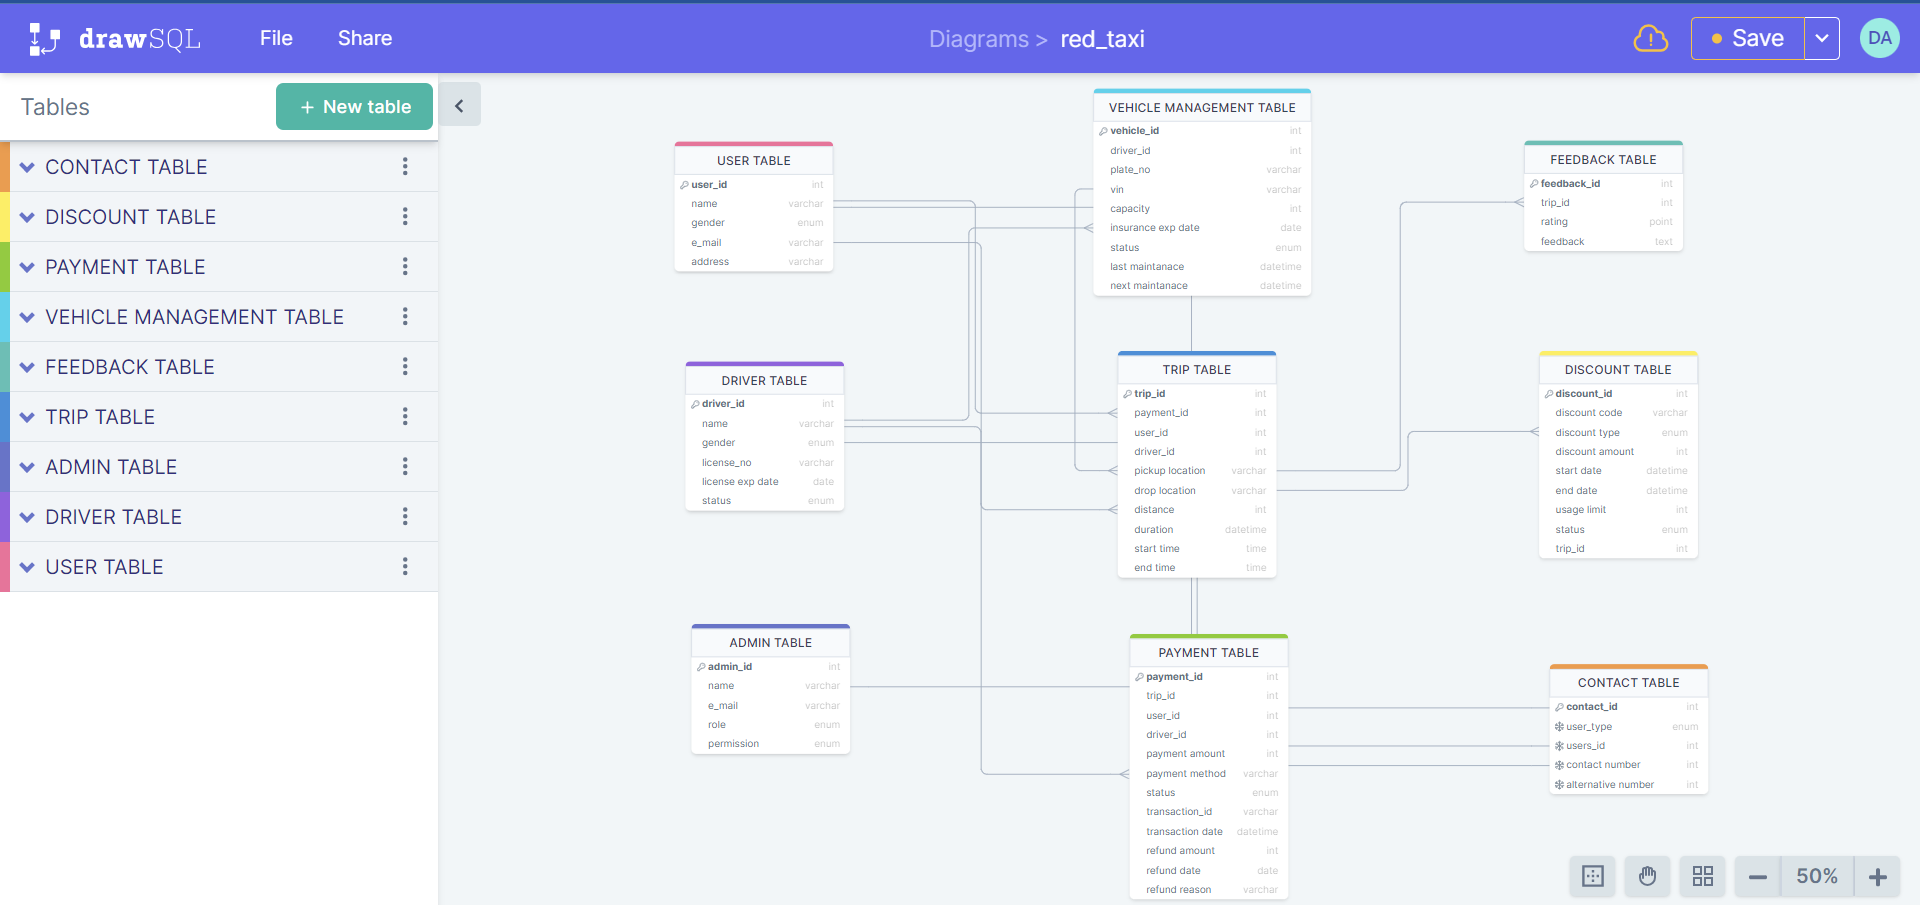 drawSQL
File
Share
Diagrams > red_taxi
Save
DA
Tables
+ New table
CONTACT TABLE
DISCOUNT TABLE
PAYMENT TABLE
VEHICLE MANAGEMENT TABLE
FEEDBACK TABLE
TRIP TABLE
ADMIN TABLE
DRIVER TABLE
USER TABLE
USER TABLE
user_id int
name varchar
gender enum
e_mail varchar
address varchar
VEHICLE MANAGEMENT TABLE
vehicle_id int
driver_id int
plate_no varchar
vin varchar
capacity int
insurance exp date date
status enum
last maintanace datetime
next maintanace datetime
FEEDBACK TABLE
feedback_id int
trip_id int
rating point
feedback text
DRIVER TABLE
driver_id int
name varchar
gender enum
license_no varchar
license exp date date
status enum
TRIP TABLE
trip_id int
payment_id int
user_id int
driver_id int
pickup location varchar
drop location varchar
distance int
duration datetime
start time time
end time time
DISCOUNT TABLE
discount_id int
discount code varchar
discount type enum
discount amount int
start date datetime
end date datetime
usage limit int
status enum
trip_id int
ADMIN TABLE
admin_id int
name varchar
e_mail varchar
role enum
permission enum
PAYMENT TABLE
payment_id int
trip_id int
user_id int
driver_id int
payment amount int
payment method varchar
status enum
transaction_id varchar
transaction date datetime
refund amount int
refund date date
refund reason varchar
CONTACT TABLE
contact_id int
user_type enum
users_id int
contact number int
alternative number int
50%